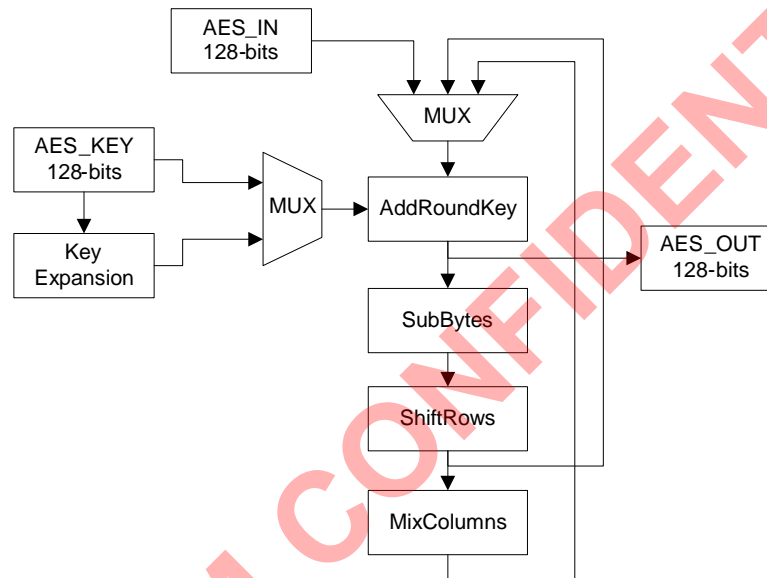 AES_IN
128-bits
MUX
AES_KEY
128-bits
MUX
AddRoundKey
Key
Expansion
AES_OUT
128-bits
SubBytes
ShiftRows
MixColumns
CONFIDENT